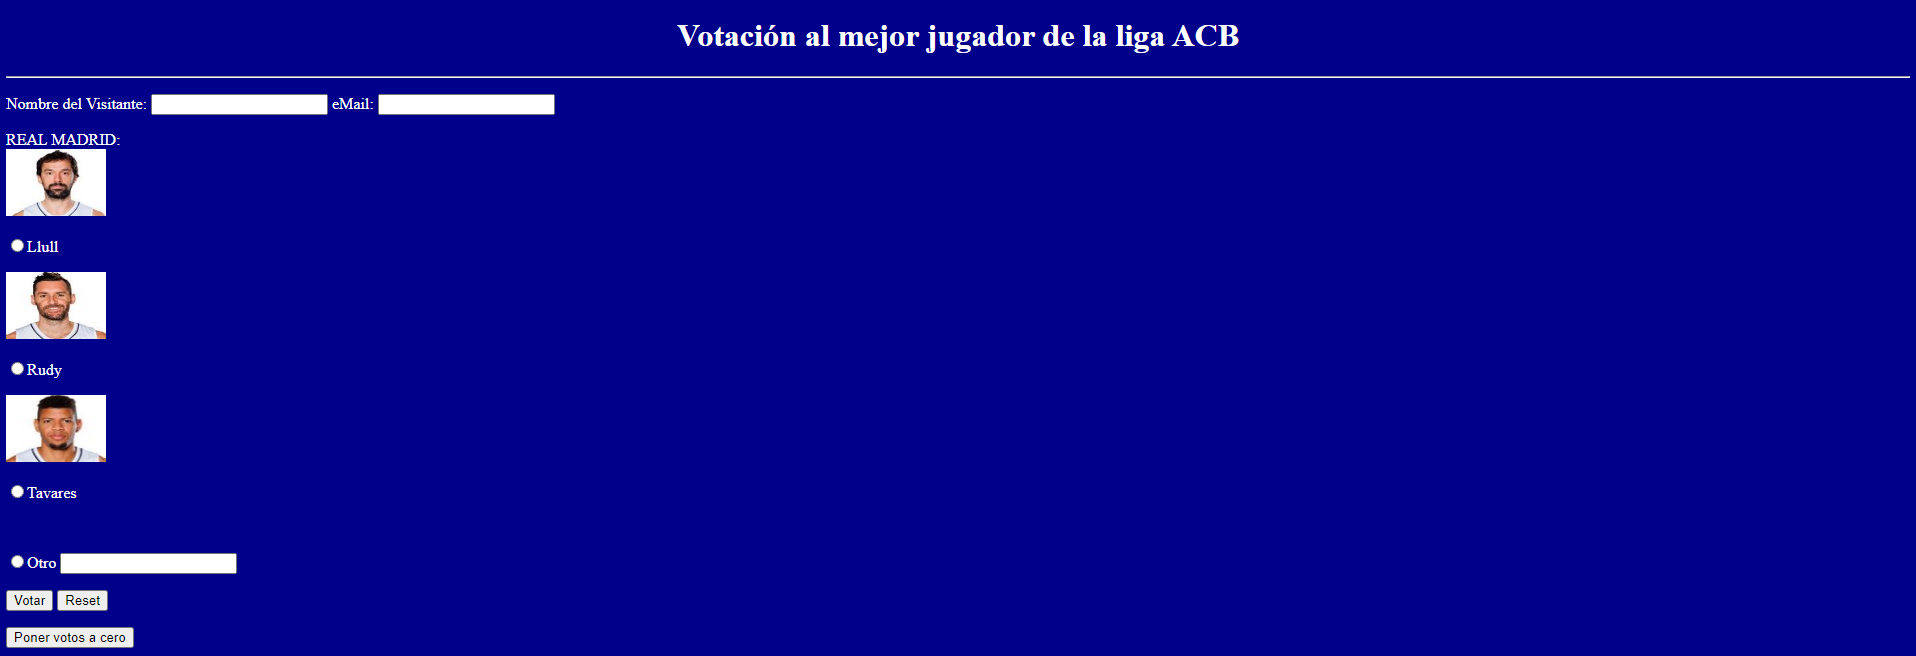 Votación al mejor jugador de la liga ACB
Nombre del Visitante: eMail:
REAL MADRID:
Llull
Rudy
Tavares
Otro
Votar Reset
Poner votos a cero